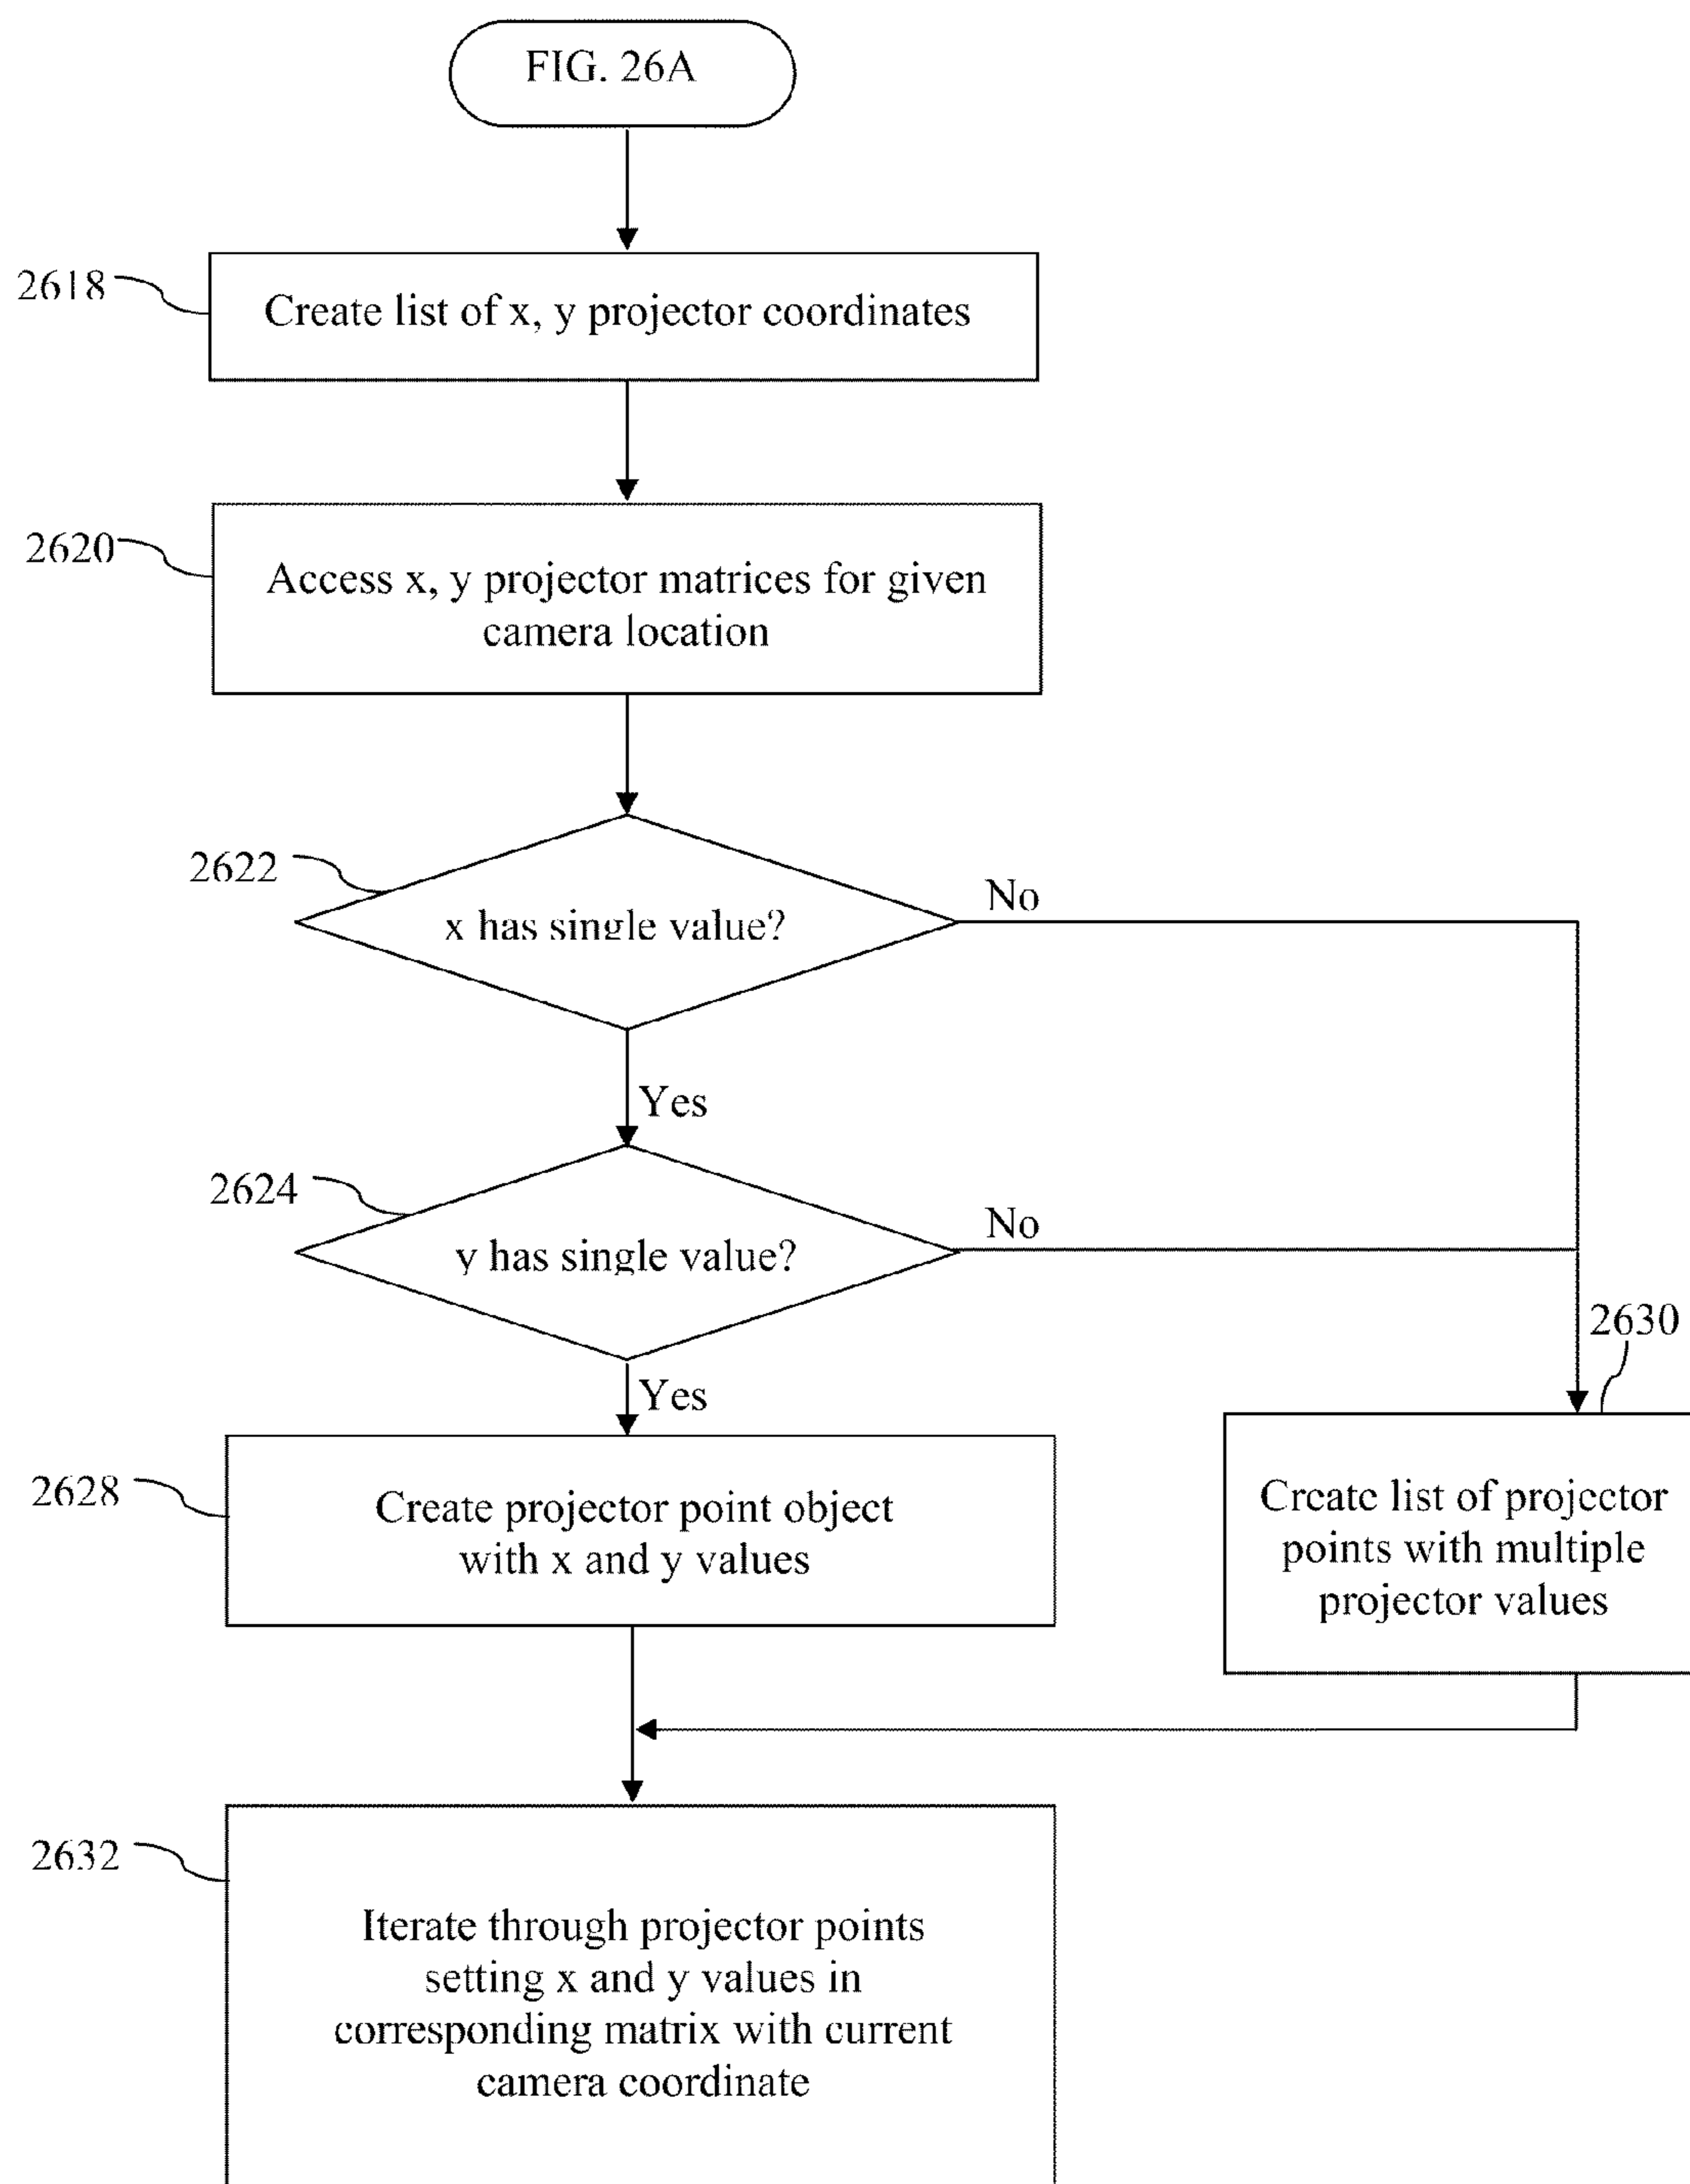 FIG. 26A
2618
Create list of x, y projector coordinates
2620
Access x, y projector matrices for given
camera location
2622
x has single value?
No
Yes
2624
y has single value?
No
Yes
2630
2628
Create projector point object
with x and y values
Create list of projector
points with multiple
projector values
2632
Iterate through projector points
setting x and y values in
corresponding matrix with current
camera coordinate